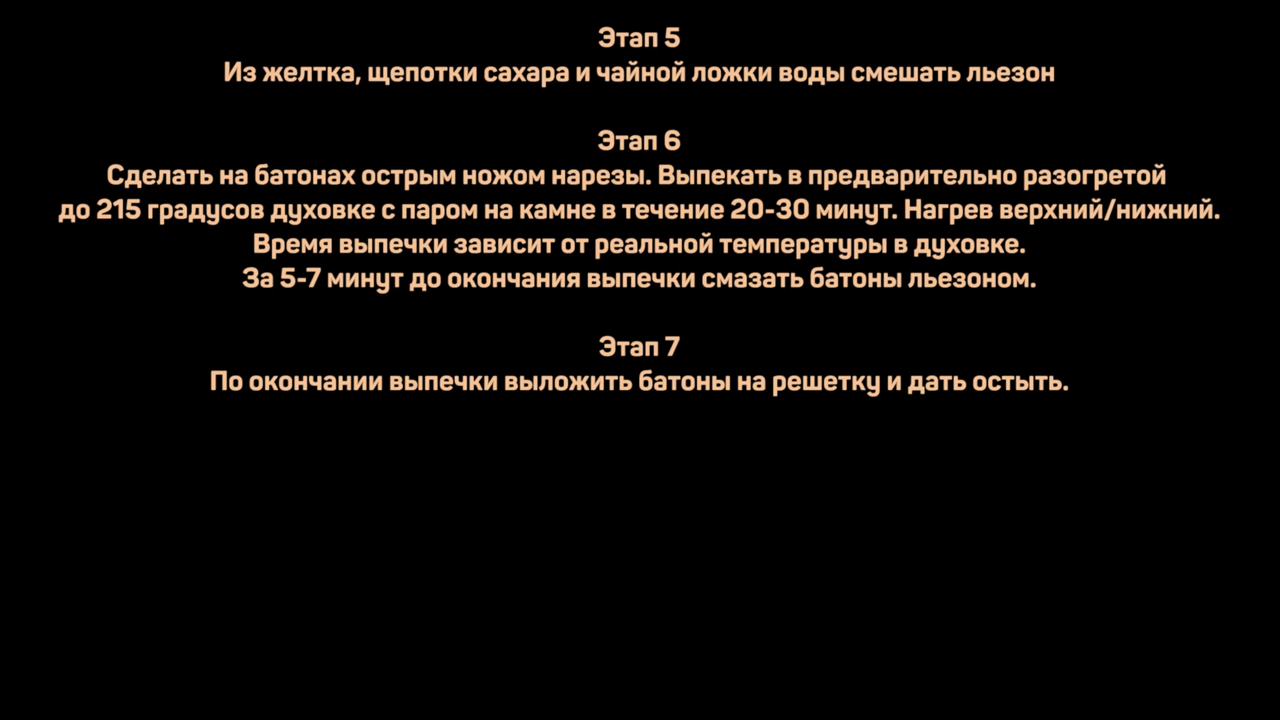 Этап 5
Из желтка, щепотки сахара и чайной ложки воды смешать льезон
Этап 6
Сделать на батонах острым ножом нарезы. Выпекать в предварительно разогретой
до 215 градусов духовке с паром на камне в течение 20-30 минут. Нагрев верхний/нижний.
Время выпечки зависит от реальной температуры в духовке.
За 5-7 минут до окончания выпечки смазать батоны льезоном.
Этап 7
По окончании выпечки выложить батоны на решетку и дать остыть.